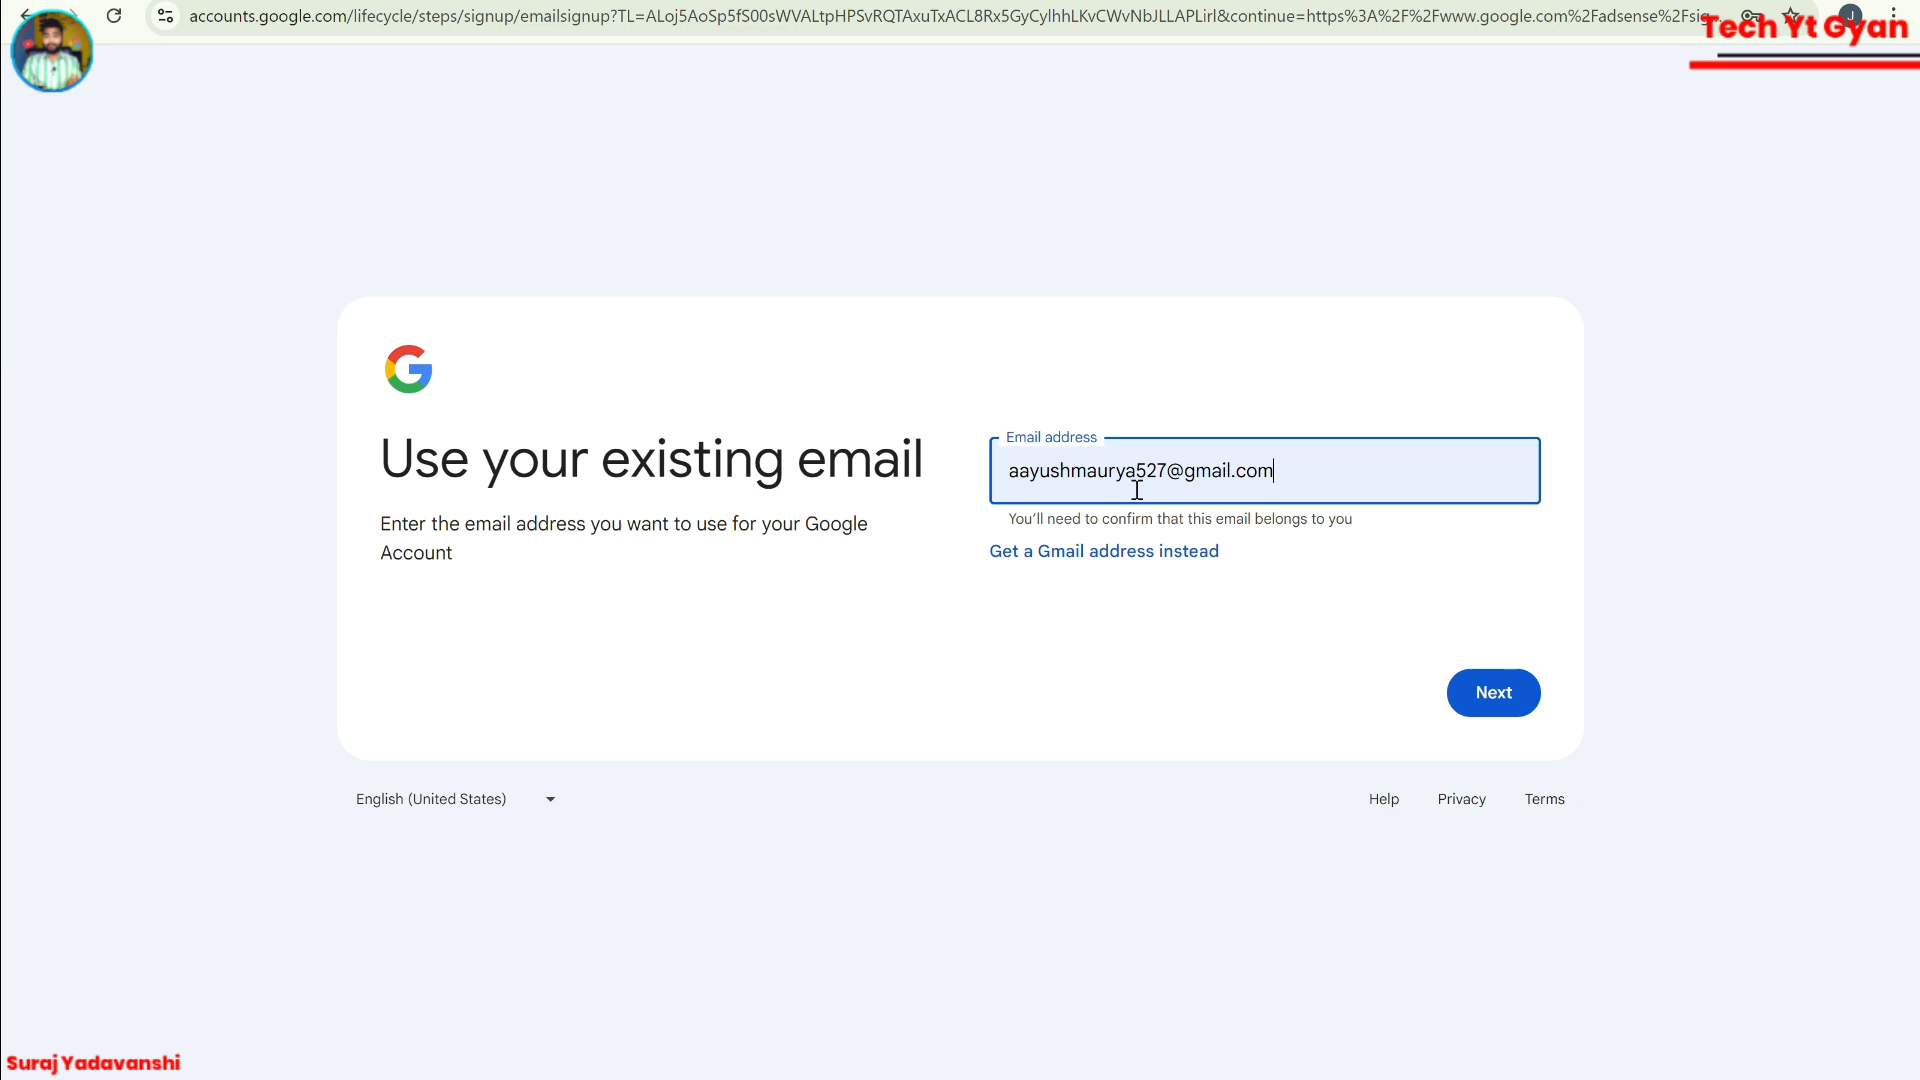 accounts.google.com/lifecycle/steps/signup/emailsignup?TL=ALoj5AoSp5fS00sWVALtpHPSvRQTAxuTxACL8Rx5GyCylhhLKvCWvNbJLLAPLirl&continue=https%3A%2F%2Fwww.google.com%2Fadsense%2Fsig...
Tech Yt Gyan
Use your existing email
Enter the email address you want to use for your Google
Account
Email address
aayushmaurya527@gmail.com
You'll need to confirm that this email belongs to you
Get a Gmail address instead
Next
English (United States)
Help Privacy Terms
Suraj Yadavanshi